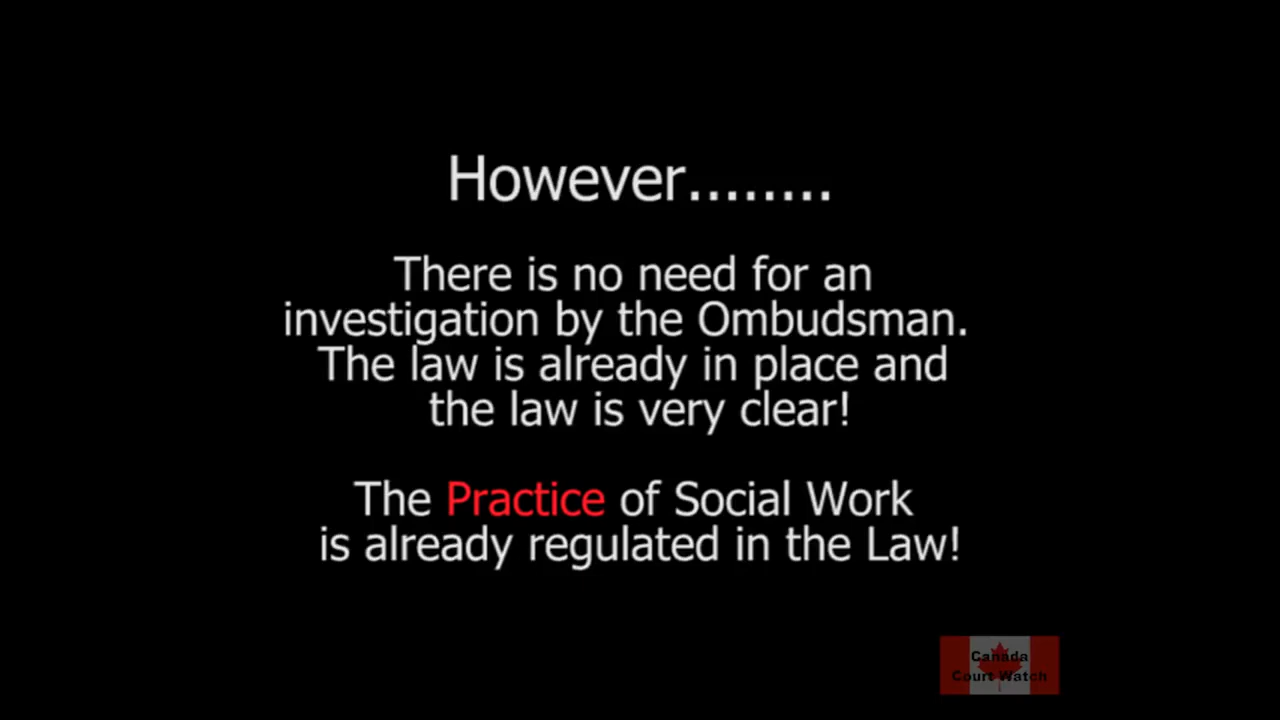 However........
There is no need for an
investigation by the Ombudsman.
The law is already in place and
the law is very clear!
The Practice of Social Work
is already regulated in the Law!
Canada
Court Watch